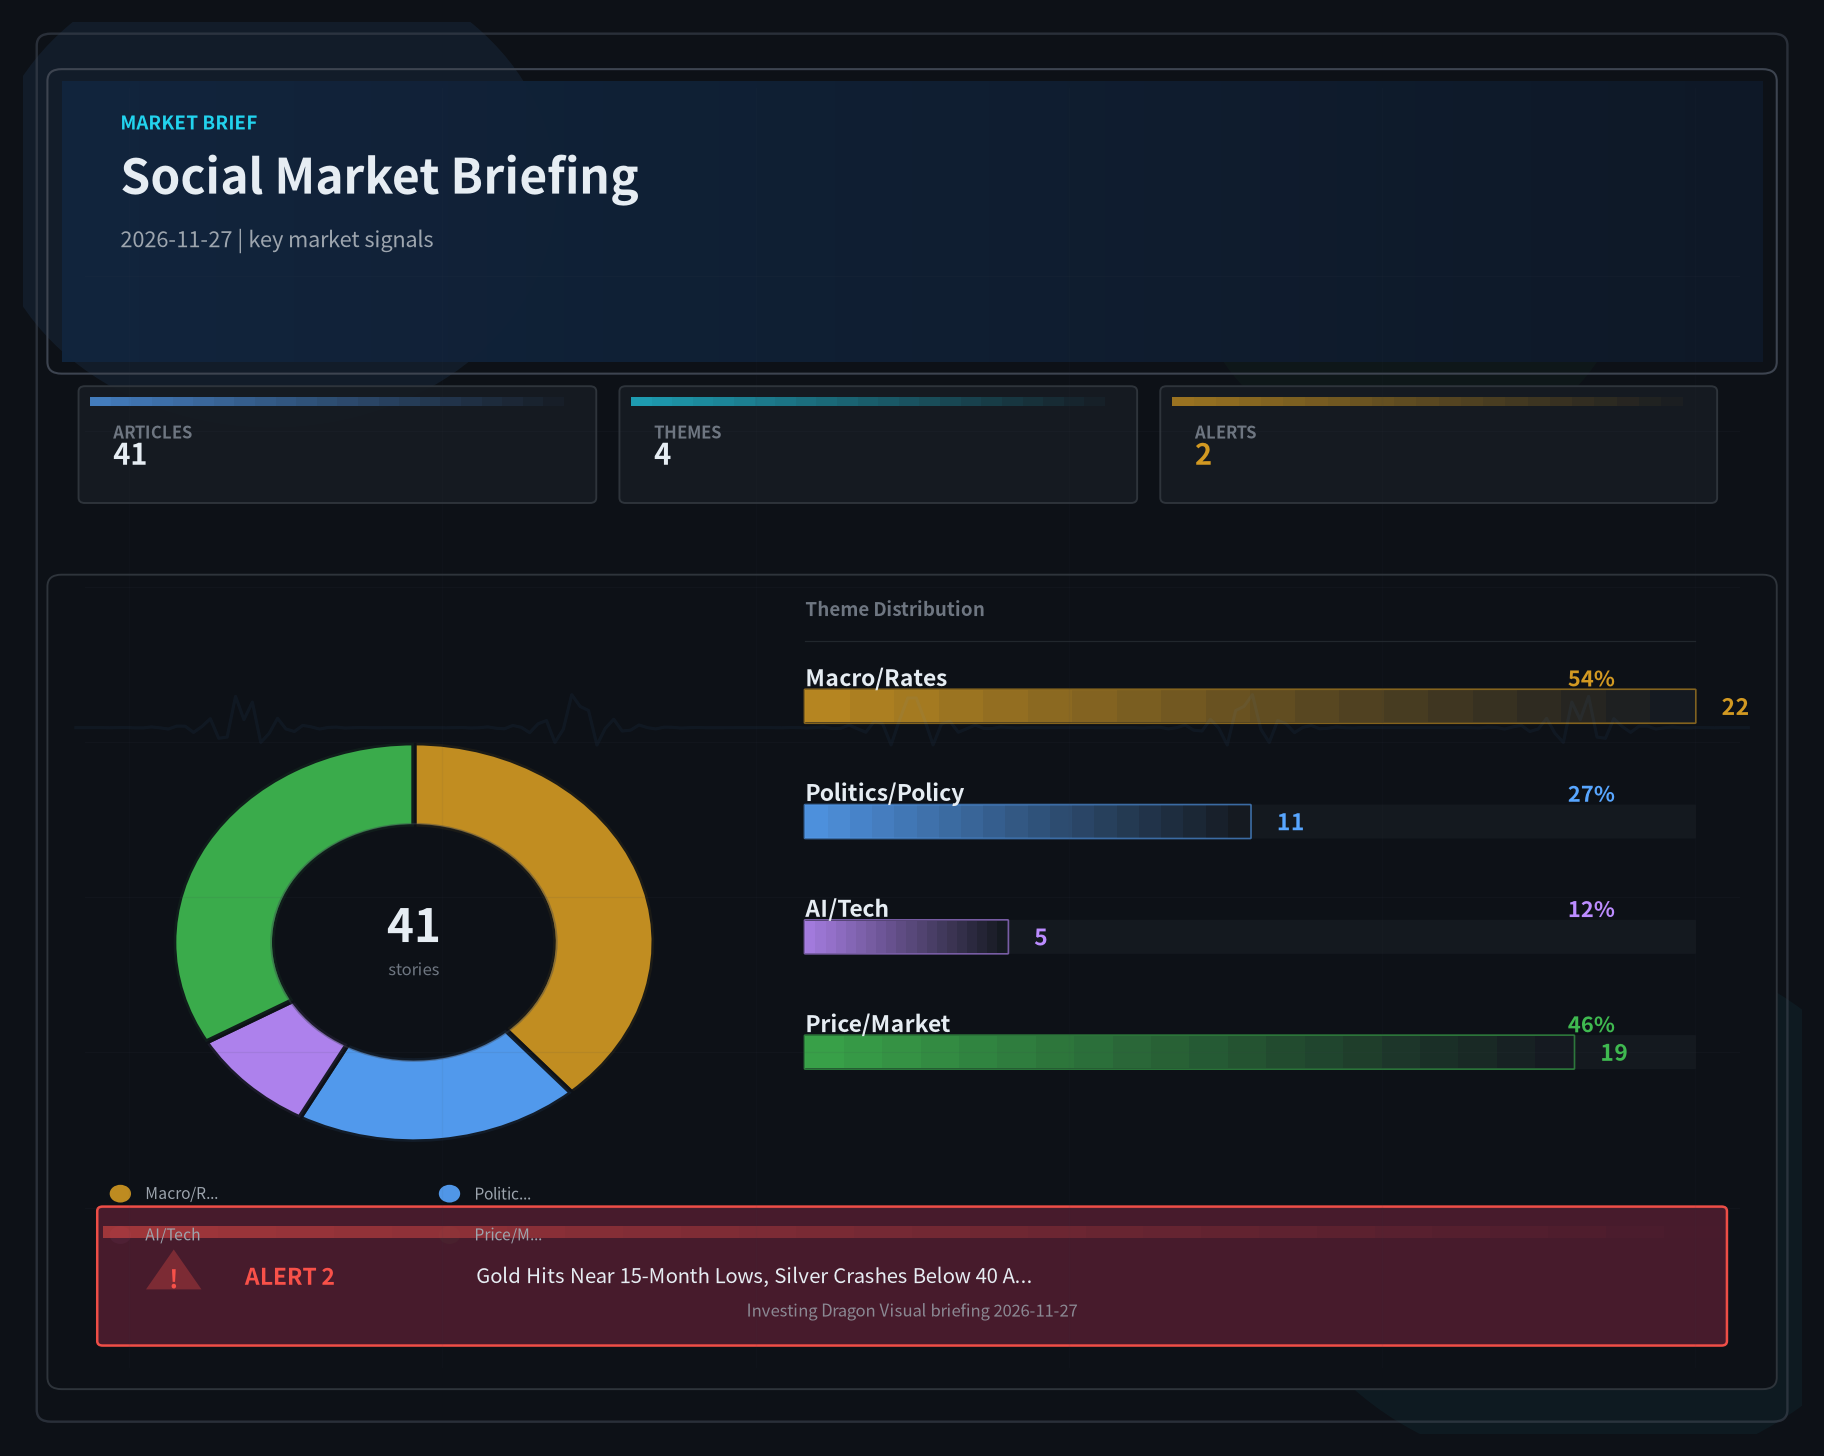 MARKET BRIEF
Social Market Briefing
2026-11-27 | key market signals
ARTICLES
41
THEMES
4
ALERTS
2
Theme Distribution
Macro/Rates
54%
22
Politics/Policy
27%
11
AI/Tech
12%
5
Price/Market
46%
19
41
stories
Macro/R...
Politic...
AI/Tech
Price/M...
!
ALERT 2
Gold Hits Near 15-Month Lows, Silver Crashes Below 40 A...
Investing Dragon Visual briefing 2026-11-27